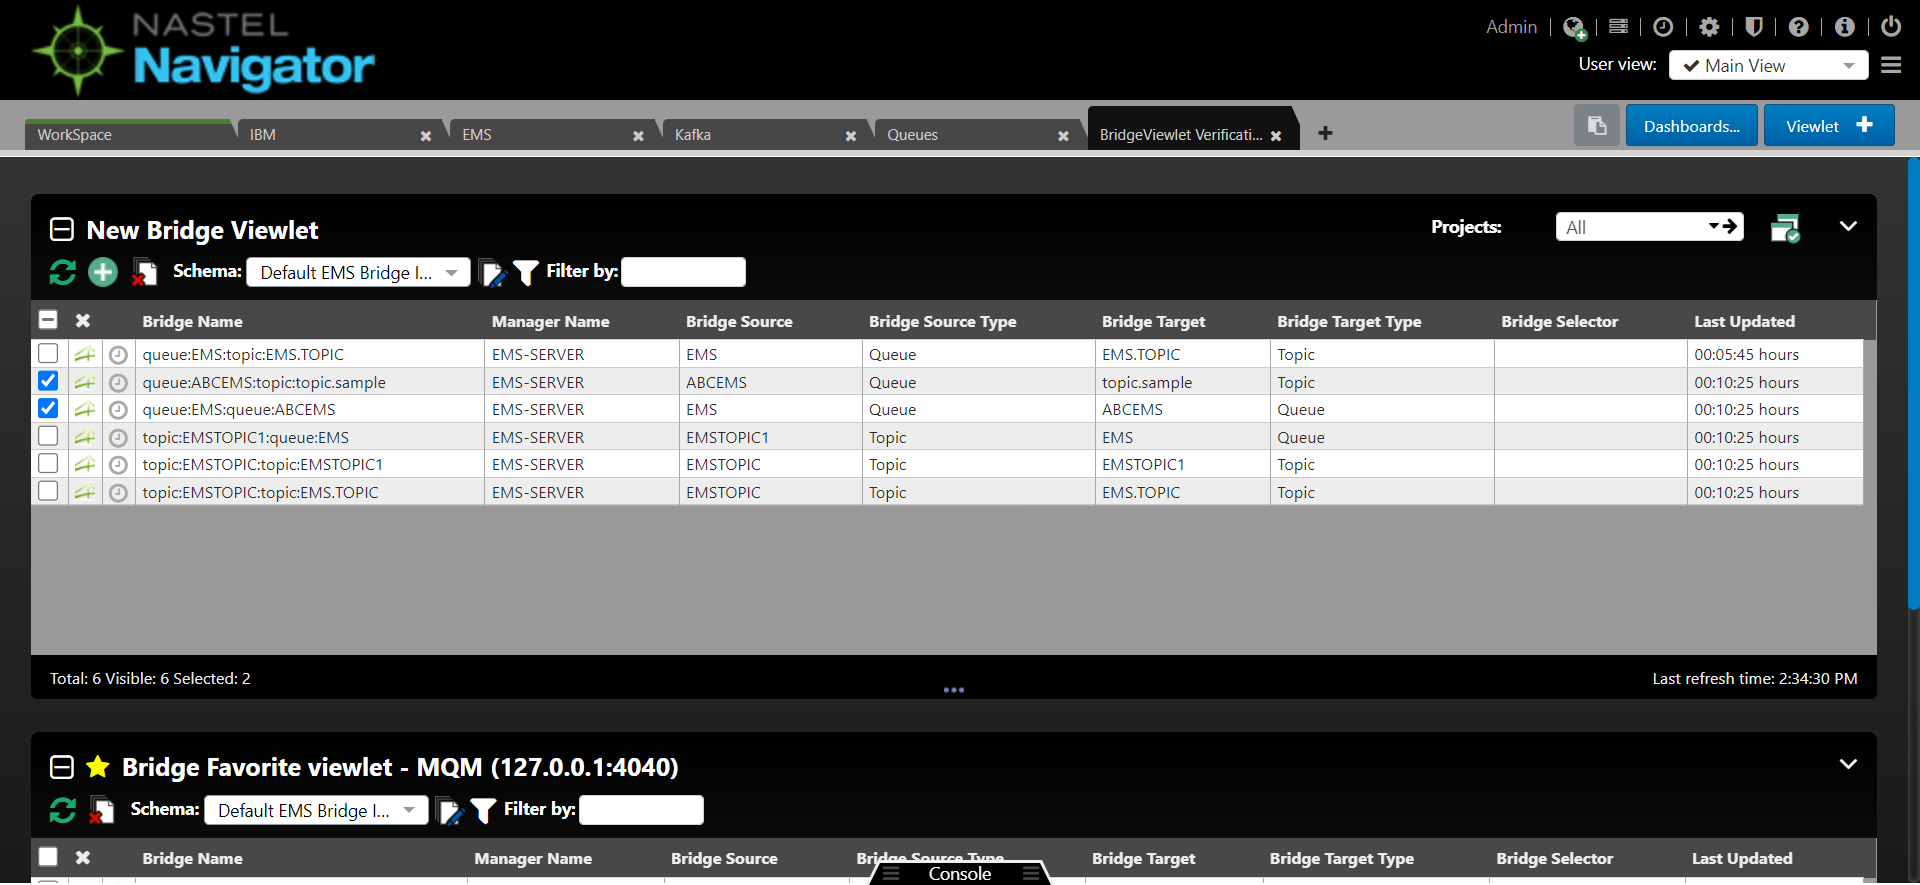 NASTEL
Navigator
Admin
User view: Main View
WorkSpace IBM EMS Kafka Queues BridgeViewlet Verificati... Dashboards... Viewlet
New Bridge Viewlet Projects: All
Schema: Default EMS Bridge I... Filter by:
Bridge Name Manager Name Bridge Source Bridge Source Type Bridge Target Bridge Target Type Bridge Selector Last Updated
queue:EMS:topic:EMS.TOPIC EMS-SERVER EMS Queue EMS.TOPIC Topic 00:05:45 hours
queue:ABCEMS:topic:topic.sample EMS-SERVER ABCEMS Queue topic.sample Topic 00:10:25 hours
queue:EMS:queue:ABCEMS EMS-SERVER EMS Queue ABCEMS Queue 00:10:25 hours
topic:EMSTOPIC1:queue:EMS EMS-SERVER EMSTOPIC1 Topic EMS Queue 00:10:25 hours
topic:EMSTOPIC:topic:EMSTOPIC1 EMS-SERVER EMSTOPIC Topic EMSTOPIC1 Topic 00:10:25 hours
topic:EMSTOPIC:topic:EMS.TOPIC EMS-SERVER EMSTOPIC Topic EMS.TOPIC Topic 00:10:25 hours
Total: 6 Visible: 6 Selected: 2 Last refresh time: 2:34:30 PM
Bridge Favorite viewlet - MQM (127.0.0.1:4040)
Schema: Default EMS Bridge I... Filter by:
Bridge Name Manager Name Bridge Source Bridge Source Type Bridge Target Bridge Target Type Bridge Selector Last Updated
Console